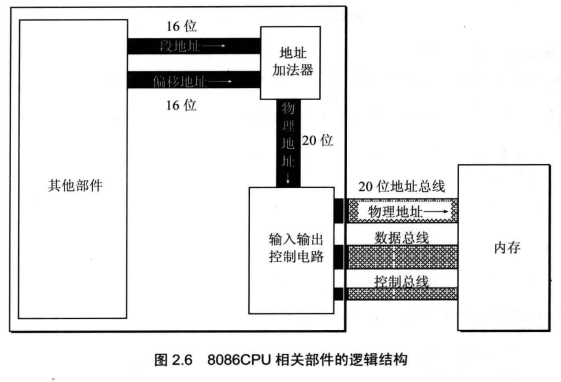 16 位
段地址
地址
加法器
偏移地址
16 位
物
理
地
址
20 位
其他部件
20 位地址总线
物理地址
输入输出
控制电路
数据总线
内存
控制总线
图 2.6 8086CPU 相关部件的逻辑结构